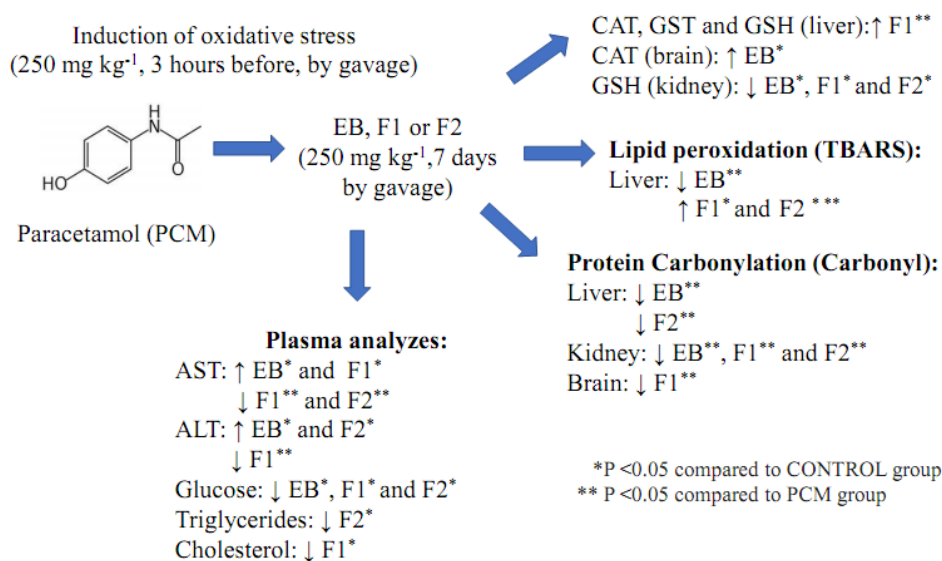 Induction of oxidative stress
(250 mg kg⁻¹, 3 hours before, by gavage)
H
N
O
HO
Paracetamol (PCM)
EB, F1 or F2
(250 mg kg⁻¹,7 days
by gavage)
CAT, GST and GSH (liver):↑ F1**
CAT (brain): ↑ EB*
GSH (kidney): ↓ EB*, F1* and F2*
Lipid peroxidation (TBARS):
Liver: ↓ EB**
↑ F1* and F2 * **
Protein Carbonylation (Carbonyl):
Liver: ↓ EB**
↓ F2**
Kidney: ↓ EB**, F1** and F2**
Brain: ↓ F1**
Plasma analyzes:
AST: ↑ EB* and F1*
↓ F1** and F2**
ALT: ↑ EB* and F2*
↓ F1**
Glucose: ↓ EB*, F1* and F2*
Triglycerides: ↓ F2*
Cholesterol: ↓ F1*
*P <0.05 compared to CONTROL group
** P <0.05 compared to PCM group